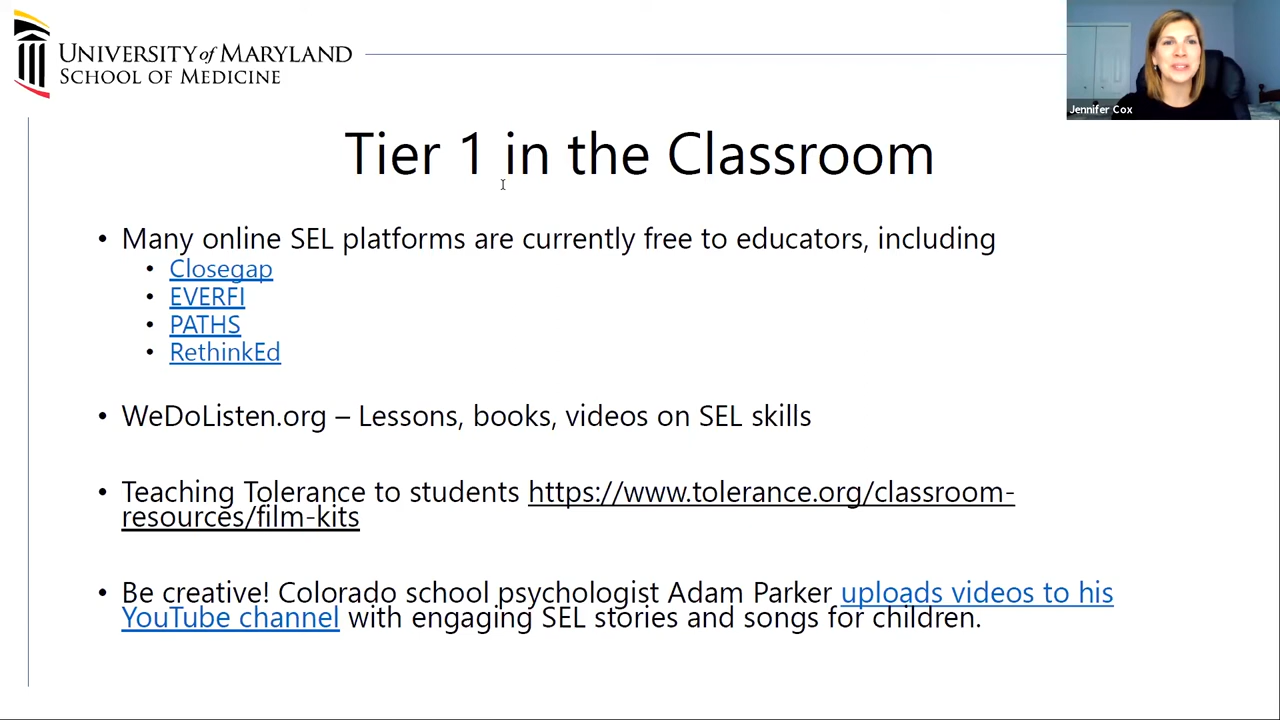 UNIVERSITY of MARYLAND
SCHOOL OF MEDICINE
Jennifer Cox
Tier 1 in the Classroom
• Many online SEL platforms are currently free to educators, including
• Closegap
• EVERFI
• PATHS
• RethinkEd
• WeDoListen.org – Lessons, books, videos on SEL skills
• Teaching Tolerance to students https://www.tolerance.org/classroom-
resources/film-kits
• Be creative! Colorado school psychologist Adam Parker uploads videos to his
YouTube channel with engaging SEL stories and songs for children.